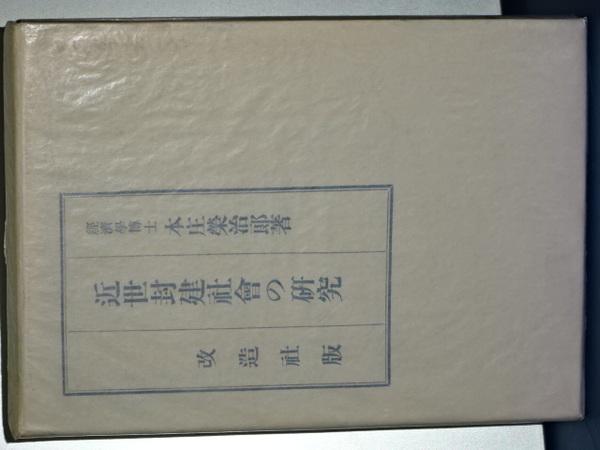 經濟學博士 本庄榮治郎著
近世封建社會の研究
改造社版